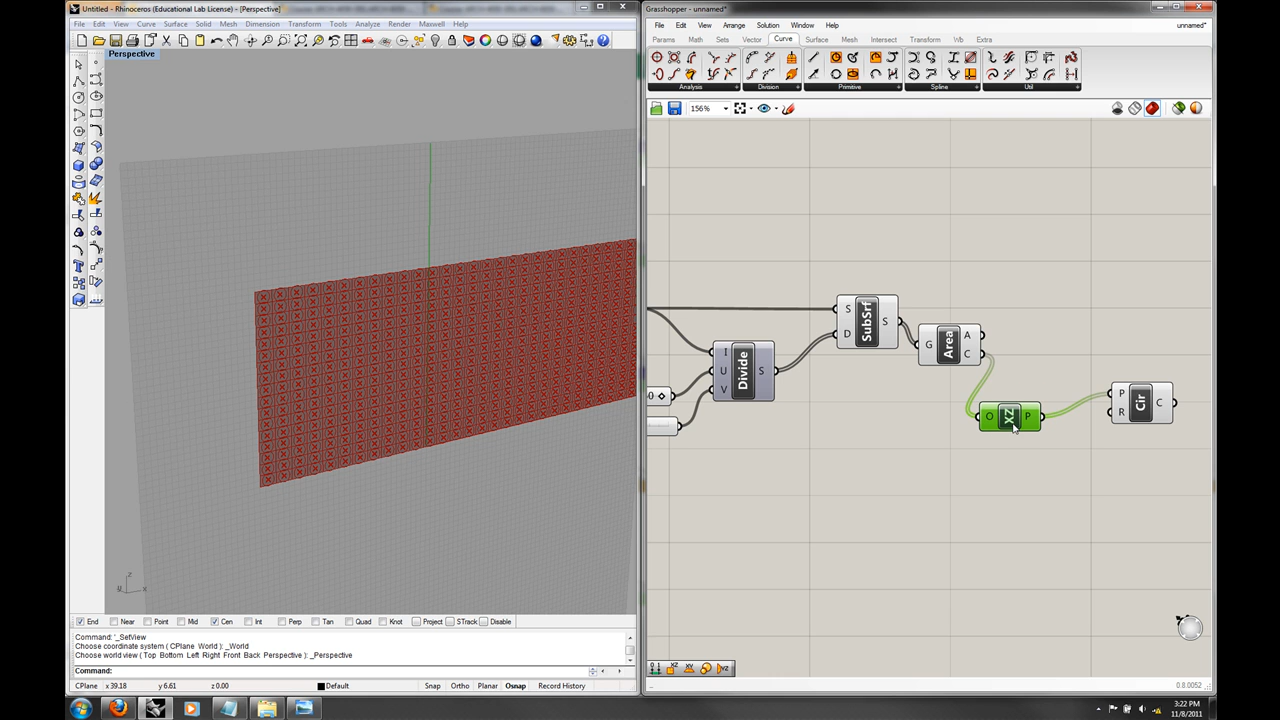 Untitled - Rhinoceros (Educational Lab License) - [Perspective]
File Edit View Curve Surface Solid Mesh Dimension Transform Tools Analyze Render Maxwell Help
Perspective
z
x
End Near Point Mid Cen Int Perp Tan Quad Knot Project STrack Disable
Command: '_SetView
Choose coordinate system ( CPlane World ): _World
Choose world view ( Top Bottom Left Right Front Back Perspective ): _Perspective
Command:
CPlane x 39.18 y 6.61 z 0.00 Default Snap Ortho Planar Osnap Record History
Grasshopper - unnamed*
File Edit View Arrange Solution Window Help unnamed*
Params Math Sets Vector Curve Surface Mesh Intersect Transform Wb Extra
Analysis Division Primitive Spline Util
156%
S SubSrf S
D
G Area A
C
I Divide S
U
V
0
O XZ P
P Cir C
R
0.8.0052
3:22 PM
11/8/2011